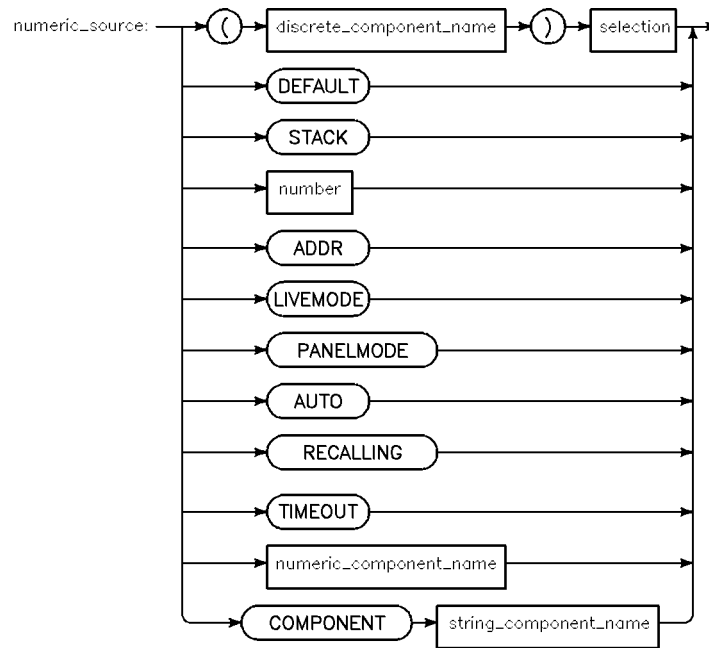 numeric_source: ( discrete_component_name ) selection
DEFAULT
STACK
number
ADDR
LIVEMODE
PANELMODE
AUTO
RECALLING
TIMEOUT
numeric_component_name
COMPONENT string_component_name